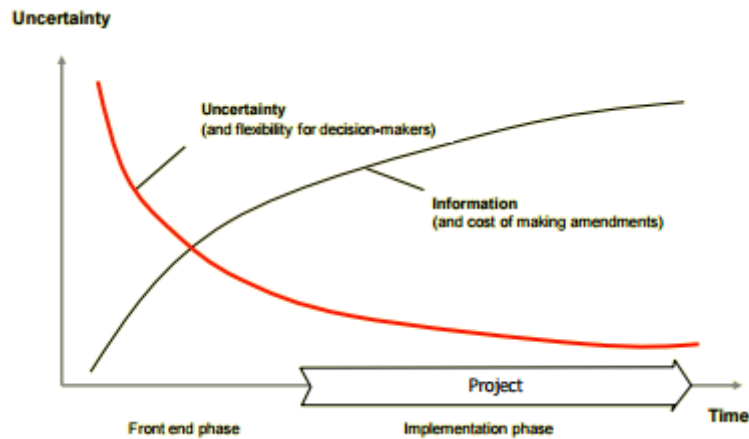 Uncertainty
Uncertainty
(and flexibility for decision-makers)
Information
(and cost of making amendments)
Project
Time
Front end phase
Implementation phase